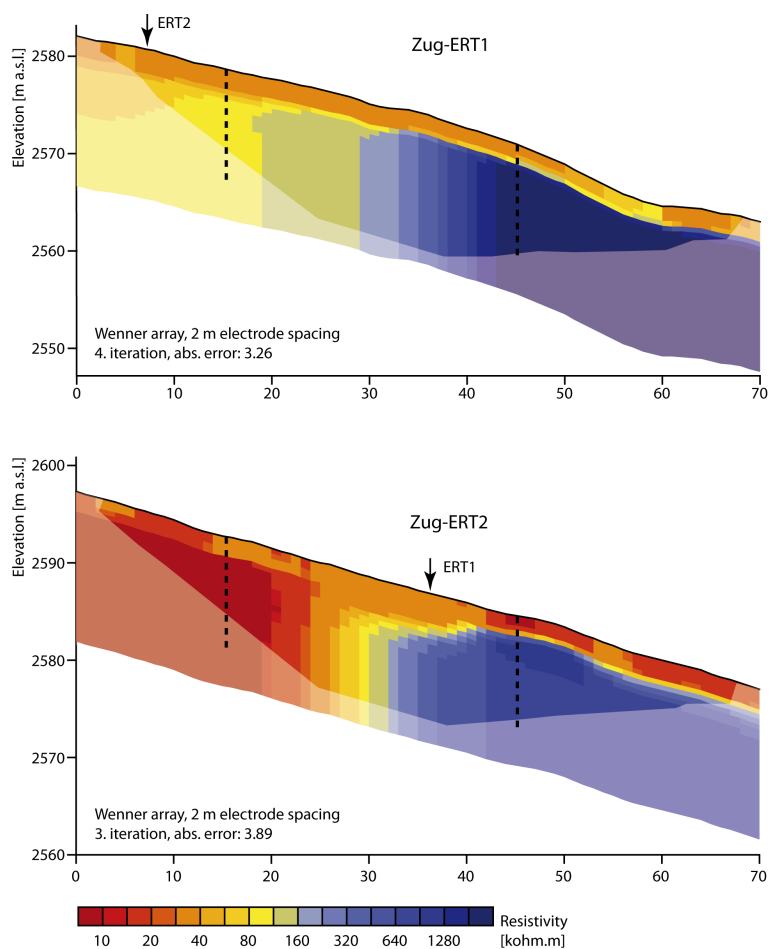 ERT2
Zug-ERT1
Elevation [m a.s.l.]
2580
2570
2560
2550
Wenner array, 2 m electrode spacing
4. iteration, abs. error: 3.26
0 10 20 30 40 50 60 70
2600
Elevation [m a.s.l.]
Zug-ERT2
2590
ERT1
2580
2570
Wenner array, 2 m electrode spacing
3. iteration, abs. error: 3.89
2560
0 10 20 30 40 50 60 70
Resistivity
10 20 40 80 160 320 640 1280 [kohm.m]